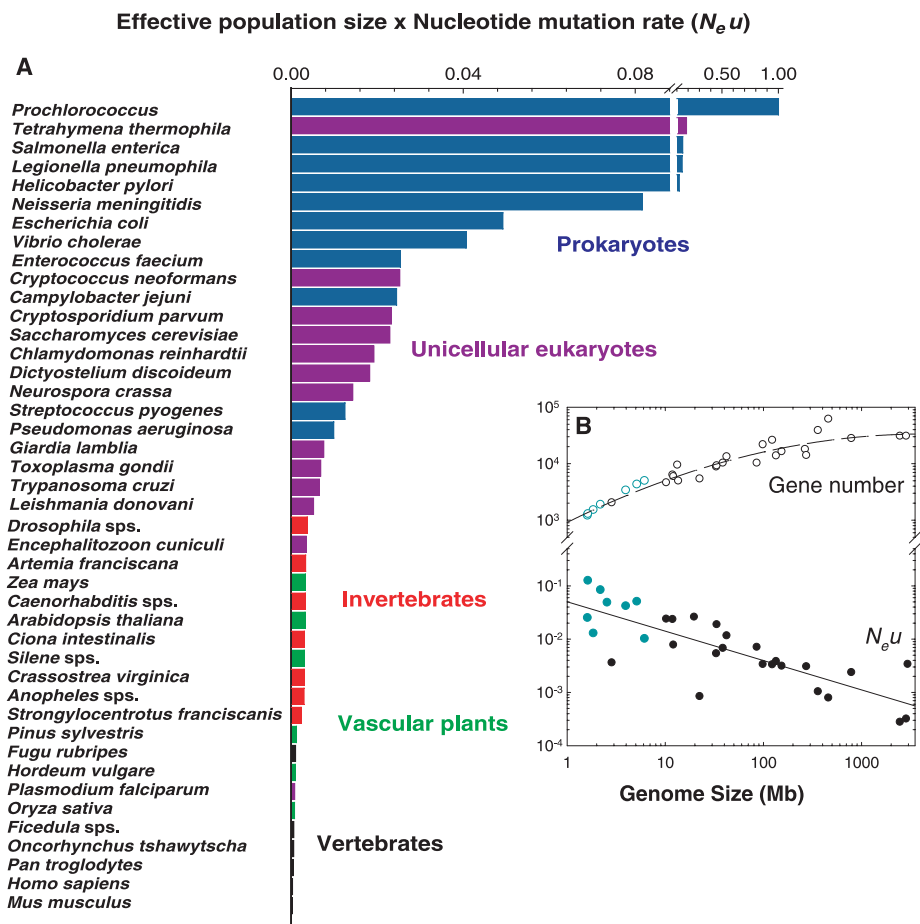 Effective population size x Nucleotide mutation rate (Nₑu)
A
0.00 0.04 0.08 0.50 1.00
Prochlorococcus
Tetrahymena thermophila
Salmonella enterica
Legionella pneumophila
Helicobacter pylori
Neisseria meningitidis
Escherichia coli
Vibrio cholerae
Enterococcus faecium
Cryptococcus neoformans
Campylobacter jejuni
Cryptosporidium parvum
Saccharomyces cerevisiae
Chlamydomonas reinhardtii
Dictyostelium discoideum
Neurospora crassa
Streptococcus pyogenes
Pseudomonas aeruginosa
Giardia lamblia
Toxoplasma gondii
Trypanosoma cruzi
Leishmania donovani
Drosophila sps.
Encephalitozoon cuniculi
Artemia franciscana
Zea mays
Caenorhabditis sps.
Arabidopsis thaliana
Ciona intestinalis
Silene sps.
Crassostrea virginica
Anopheles sps.
Strongylocentrotus franciscanis
Pinus sylvestris
Fugu rubripes
Hordeum vulgare
Plasmodium falciparum
Oryza sativa
Ficedula sps.
Oncorhynchus tshawytscha
Pan troglodytes
Homo sapiens
Mus musculus
Prokaryotes
Unicellular eukaryotes
Invertebrates
Vascular plants
Vertebrates
B
10⁵
10⁴
10³
10⁻¹
10⁻²
10⁻³
10⁻⁴
Gene number
Nₑu
1 10 100 1000
Genome Size (Mb)